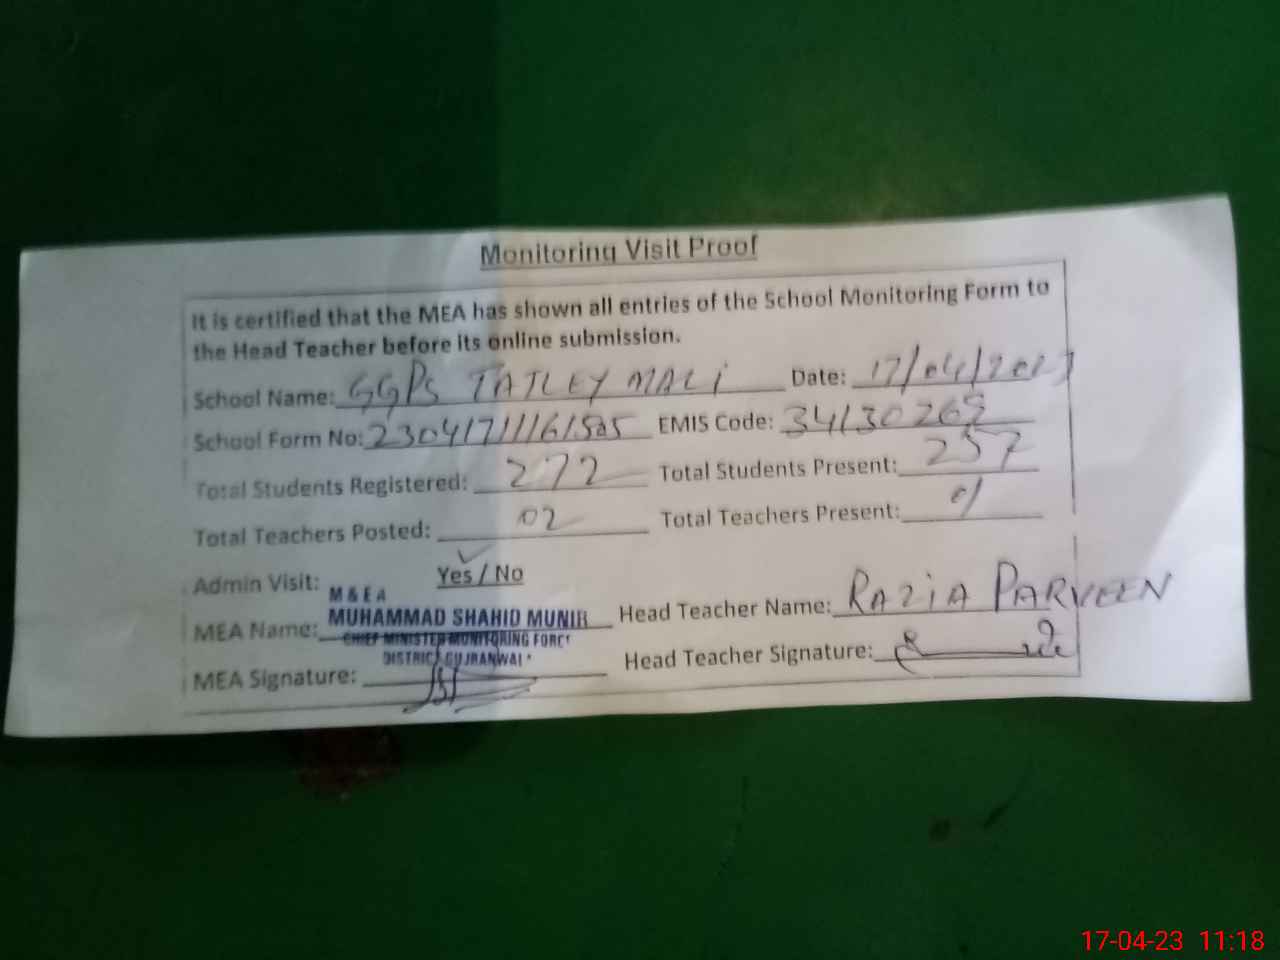 Monitoring Visit Proof
It is certified that the MEA has shown all entries of the School Monitoring Form to
the Head Teacher before its online submission.
School Name: GGPS TATLEY MALI Date: 17/04/2023
School Form No: 230417111161585 EMIS Code: 34130269
Total Students Registered: 272 Total Students Present: 257
Total Teachers Posted: 02 Total Teachers Present: 01
Admin Visit: Yes / No
M & E A
MEA Name: MUHAMMAD SHAHID MUNIR Head Teacher Name: RAZIA PARVEEN
CHIEF MINISTER MONITORING FORCE
DISTRICT GUJRANWALA
MEA Signature: Head Teacher Signature:
17-04-23 11:18